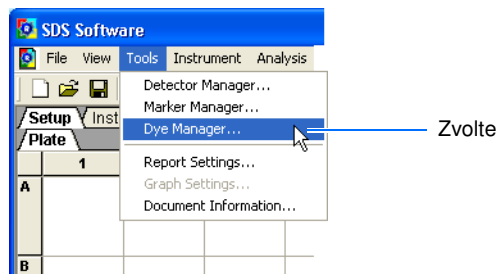 SDS Software
File View Tools Instrument Analysis
Detector Manager...
Marker Manager...
Dye Manager...
Zvolte
Report Settings...
Graph Settings...
Document Information...
Setup Inst
Plate
1
A
B